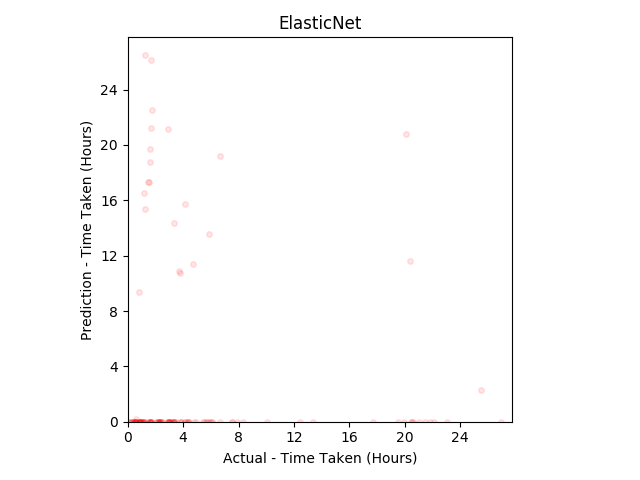 ElasticNet
24
20
16
12
8
4
0
Prediction - Time Taken (Hours)
0 4 8 12 16 20 24
Actual - Time Taken (Hours)